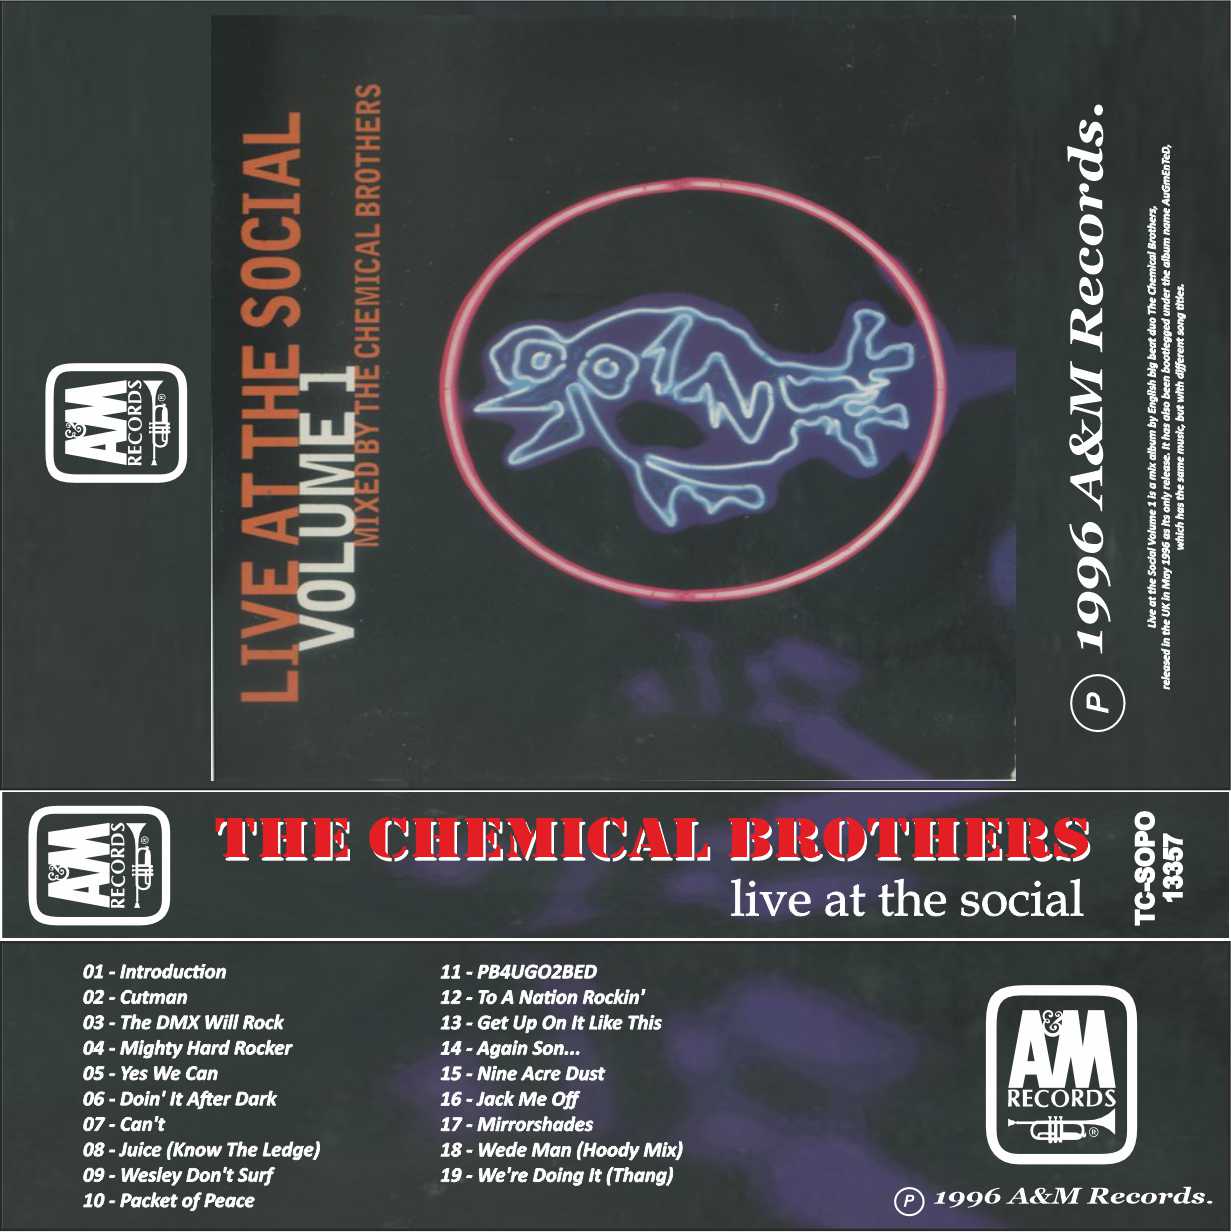 LIVE AT THE SOCIAL
VOLUME 1
MIXED BY THE CHEMICAL BROTHERS
A&M
RECORDS
®
P 1996 A&M Records.
Live at the Social Volume 1 is a mix album by English big beat duo The Chemical Brothers,
released in the UK in May 1996 as its only release. It has also been bootlegged under the album name AuGmEnTeD,
which has the same music, but with different song titles.
A&M
RECORDS
®
THE CHEMICAL BROTHERS
live at the social
TC-SOPO
13357
01 - Introduction
02 - Cutman
03 - The DMX Will Rock
04 - Mighty Hard Rocker
05 - Yes We Can
06 - Doin' It After Dark
07 - Can't
08 - Juice (Know The Ledge)
09 - Wesley Don't Surf
10 - Packet of Peace
11 - PB4UGO2BED
12 - To A Nation Rockin'
13 - Get Up On It Like This
14 - Again Son...
15 - Nine Acre Dust
16 - Jack Me Off
17 - Mirrorshades
18 - Wede Man (Hoody Mix)
19 - We're Doing It (Thang)
A&M
RECORDS
®
P 1996 A&M Records.